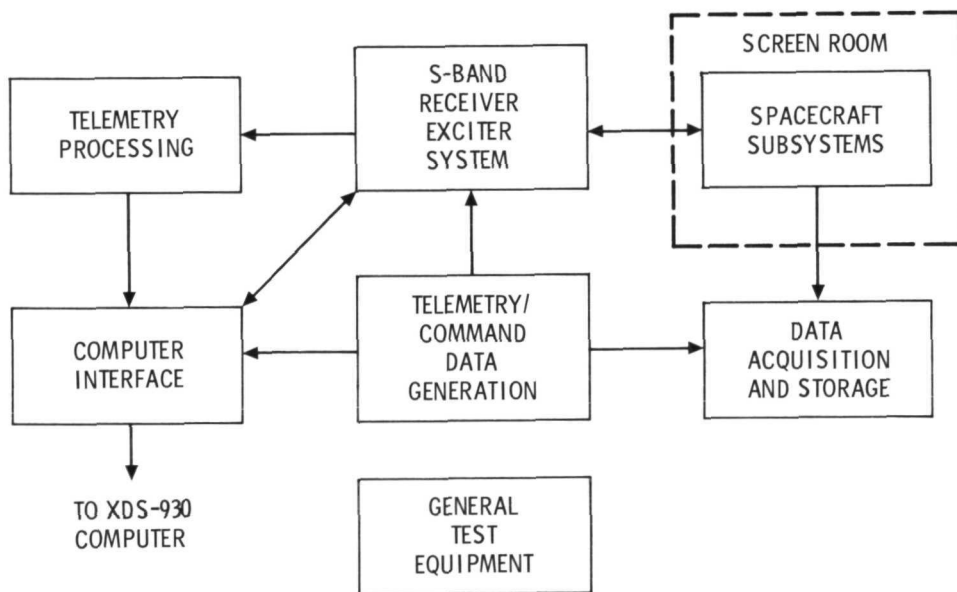 SCREEN ROOM
S-BAND
RECEIVER
EXCITER
SYSTEM
TELEMETRY
PROCESSING
SPACECRAFT
SUBSYSTEMS
COMPUTER
INTERFACE
TELEMETRY/
COMMAND
DATA
GENERATION
DATA
ACQUISITION
AND STORAGE
TO XDS-930
COMPUTER
GENERAL
TEST
EQUIPMENT